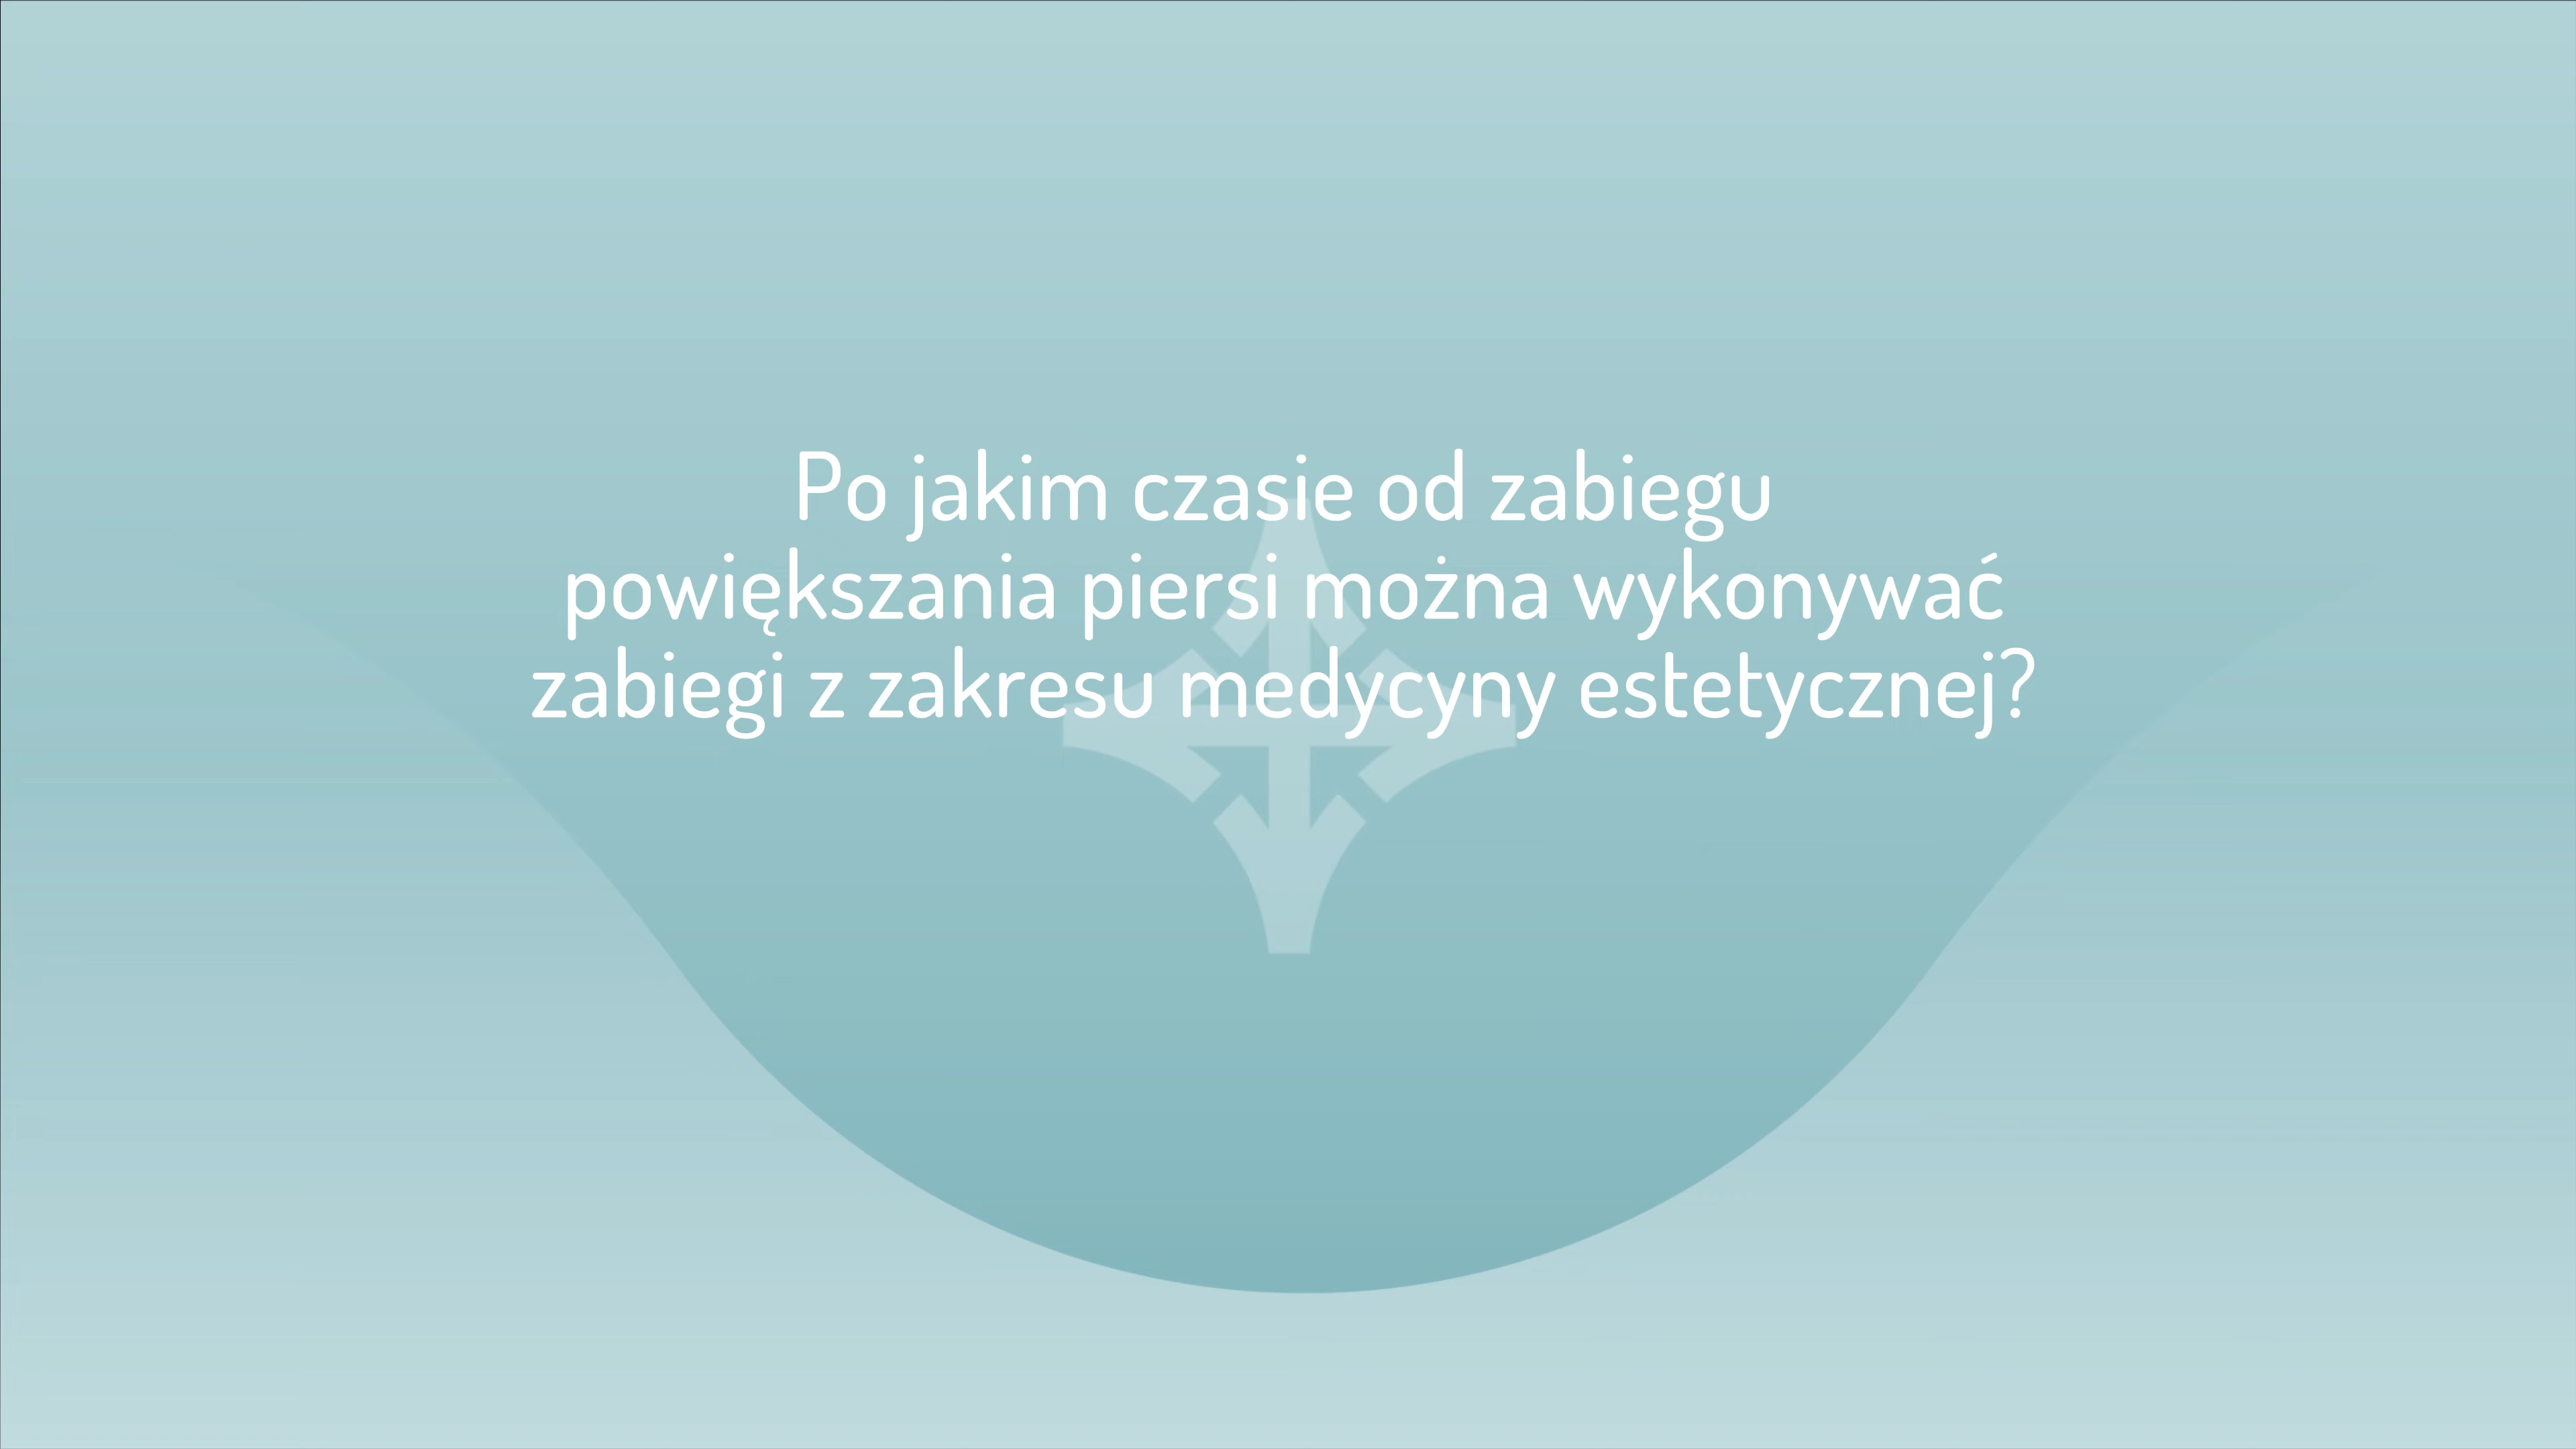 Po jakim czasie od zabiegu
powiększania piersi można wykonywać
zabiegi z zakresu medycyny estetycznej?